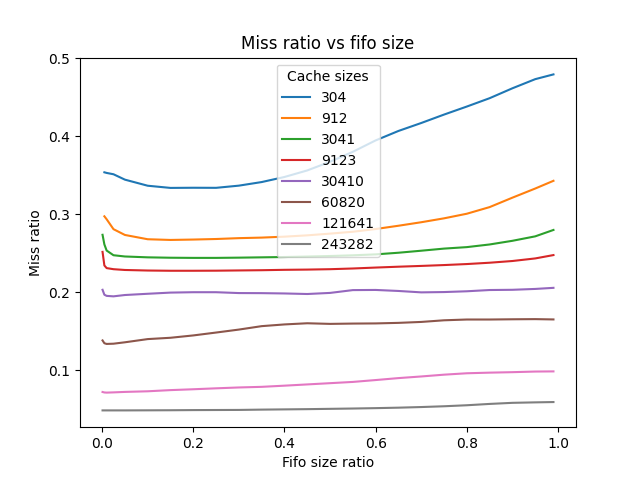 Miss ratio vs fifo size
0.5
0.4
0.3
0.2
0.1
Miss ratio
Cache sizes
304
912
3041
9123
30410
60820
121641
243282
0.0 0.2 0.4 0.6 0.8 1.0
Fifo size ratio